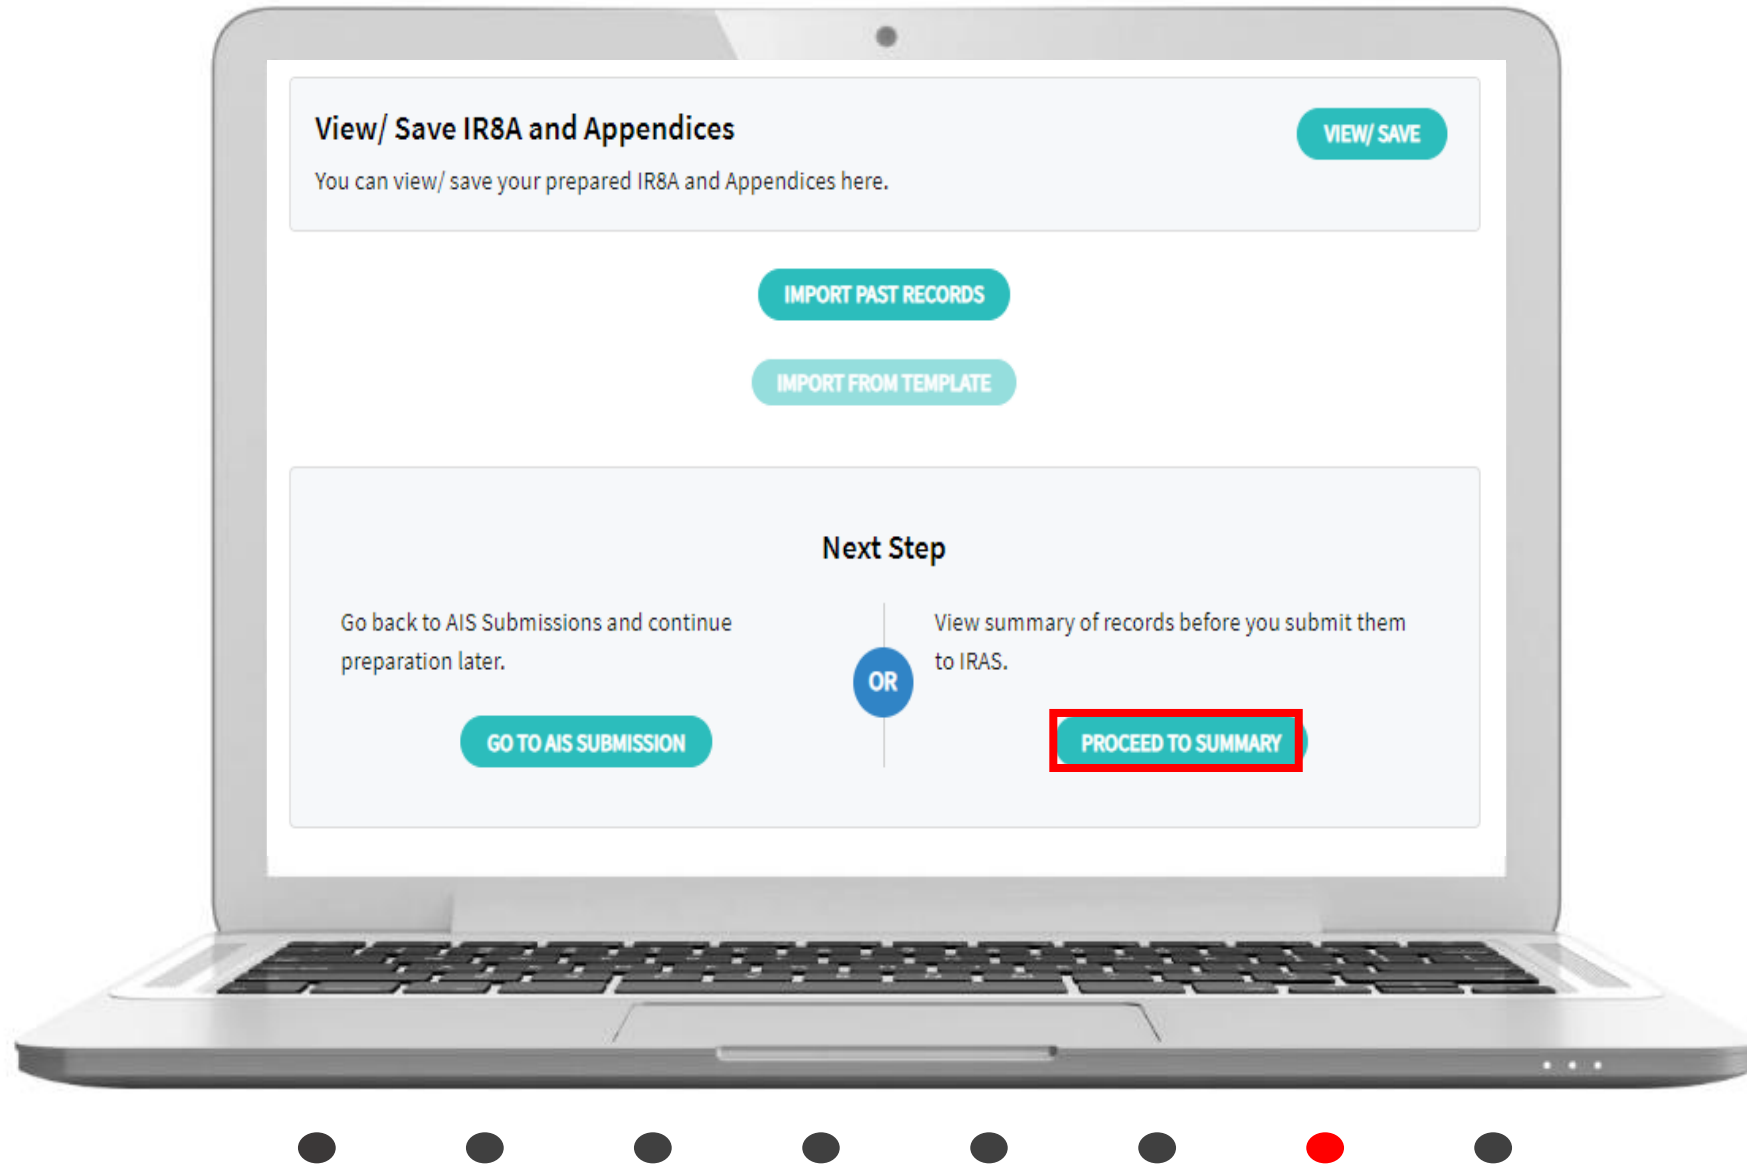 View/ Save IR8A and Appendices
VIEW/ SAVE
You can view/ save your prepared IR8A and Appendices here.
IMPORT PAST RECORDS
IMPORT FROM TEMPLATE
Next Step
Go back to AIS Submissions and continue
preparation later.
OR
View summary of records before you submit them
to IRAS.
GO TO AIS SUBMISSION
PROCEED TO SUMMARY